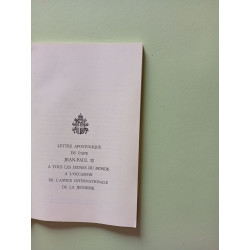 LETTRE APOSTOLIQUE
DU PAPE
JEAN-PAUL II
A TOUS LES JEUNES DU MONDE
A L'OCCASION
DE L'ANNEE INTERNATIONALE
DE LA JEUNESSE